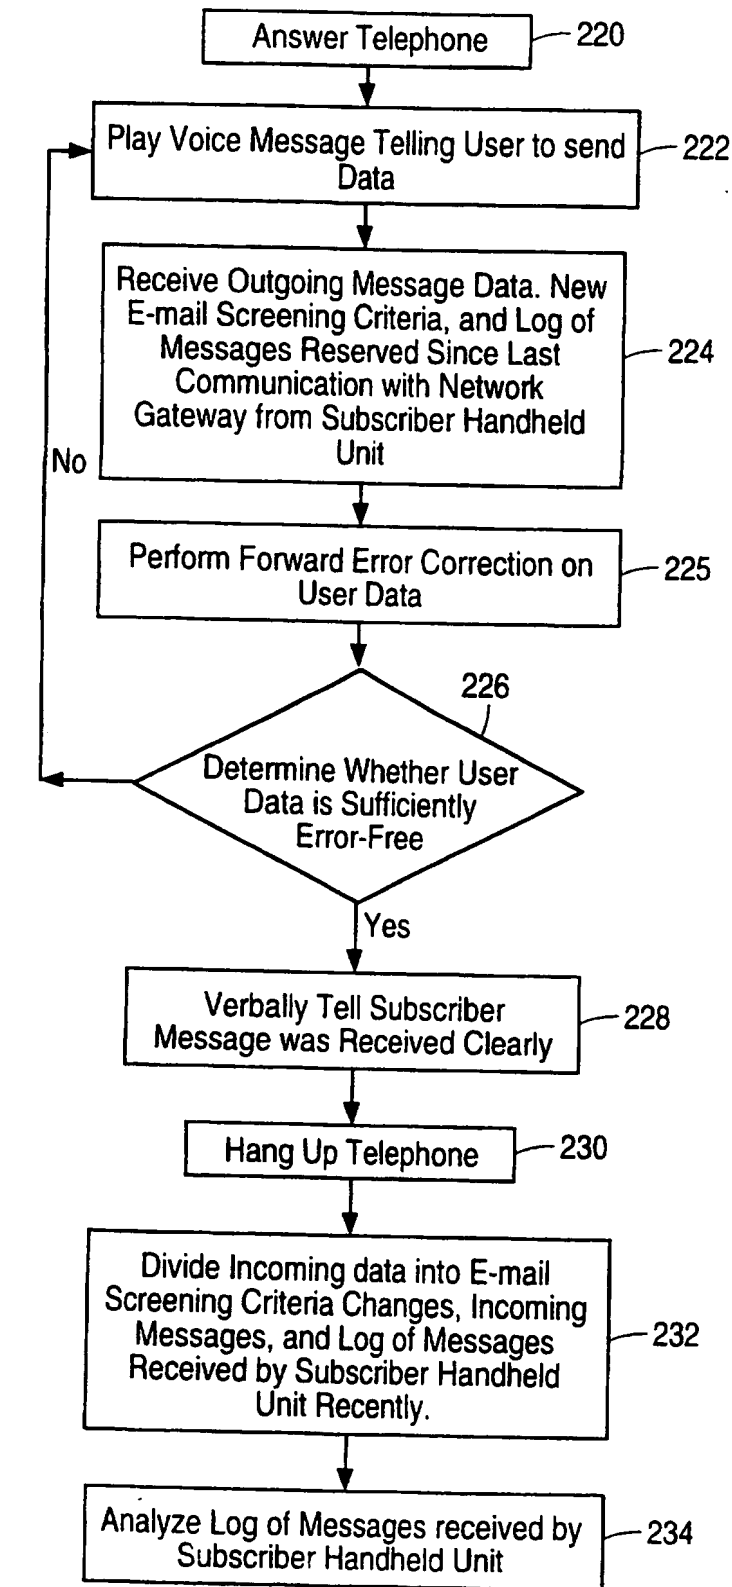 Answer Telephone
220
Play Voice Message Telling User to send
Data
222
Receive Outgoing Message Data. New
E-mail Screening Criteria, and Log of
Messages Reserved Since Last
Communication with Network
Gateway from Subscriber Handheld
Unit
224
No
Perform Forward Error Correction on
User Data
225
226
Determine Whether User
Data is Sufficiently
Error-Free
Yes
Verbally Tell Subscriber
Message was Received Clearly
228
Hang Up Telephone
230
Divide Incoming data into E-mail
Screening Criteria Changes, Incoming
Messages, and Log of Messages
Received by Subscriber Handheld
Unit Recently.
232
Analyze Log of Messages received by
Subscriber Handheld Unit
234